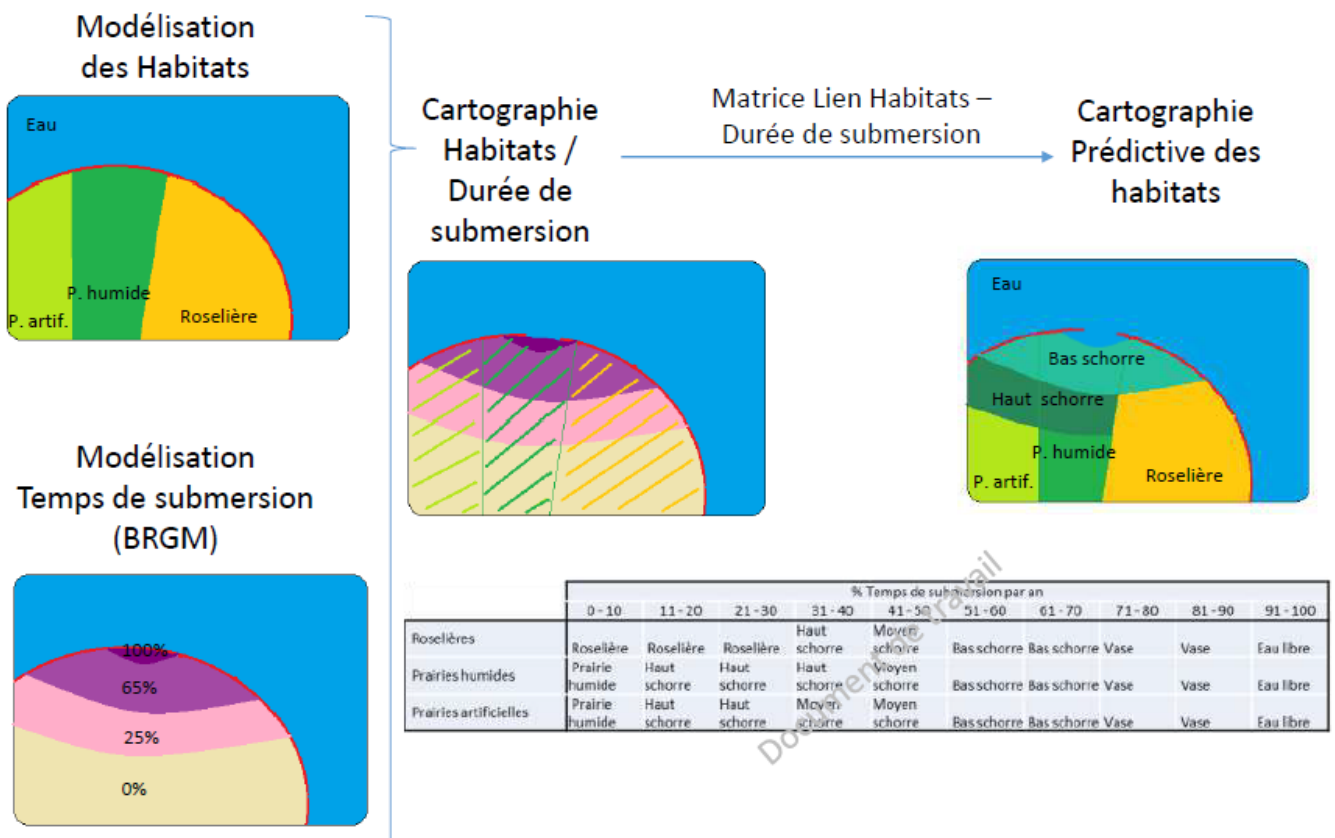 Modélisation
des Habitats
Eau
P. humide
P. artif.
Roselière
Modélisation
Temps de submersion
(BRGM)
100%
65%
25%
0%
Cartographie
Habitats /
Durée de
submersion
Matrice Lien Habitats –
Durée de submersion
Cartographie
Prédictive des
habitats
Eau
Bas schorre
Haut schorre
P. humide
P. artif.
Roselière
% Temps de submersion par an
0 - 10 11 - 20 21 - 30 31 - 40 41 - 50 51 - 60 61 - 70 71 - 80 81 - 90 91 - 100
Roselières Roselière Roselière Roselière Haut schorre Moyen schorre Bas schorre Bas schorre Vase Vase Eau libre
Prairies humides Prairie humide Haut schorre Haut schorre Haut schorre Moyen schorre Bas schorre Bas schorre Vase Vase Eau libre
Prairies artificielles Prairie humide Haut schorre Haut schorre Moyen schorre Moyen schorre Bas schorre Bas schorre Vase Vase Eau libre
Document de travail